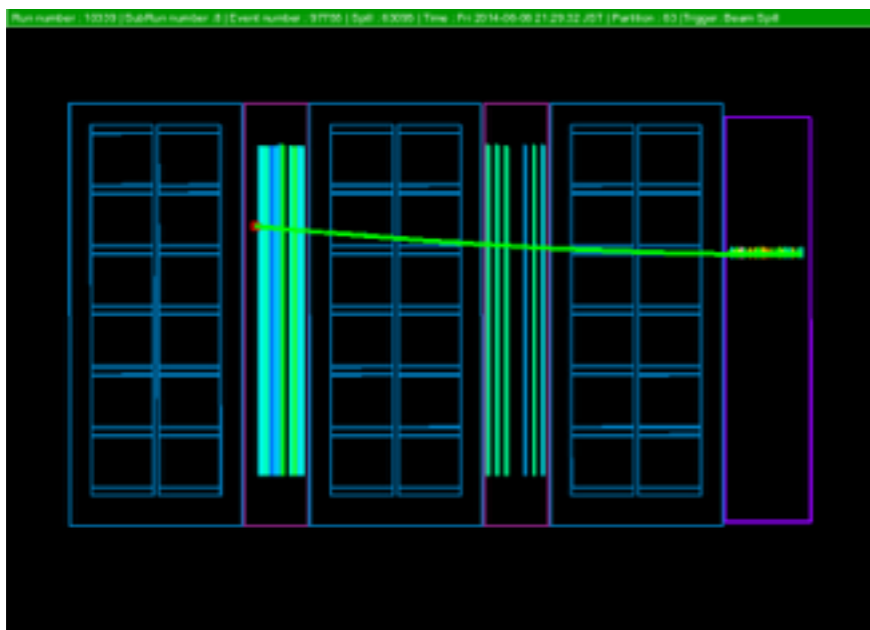 Run number : 10339 | SubRun number : 8 | Event number : 97766 | Spill : 63095 | Time : Fri 2014-06-06 21:29:32 JST | Partition : 63 | Trigger: Beam Spill